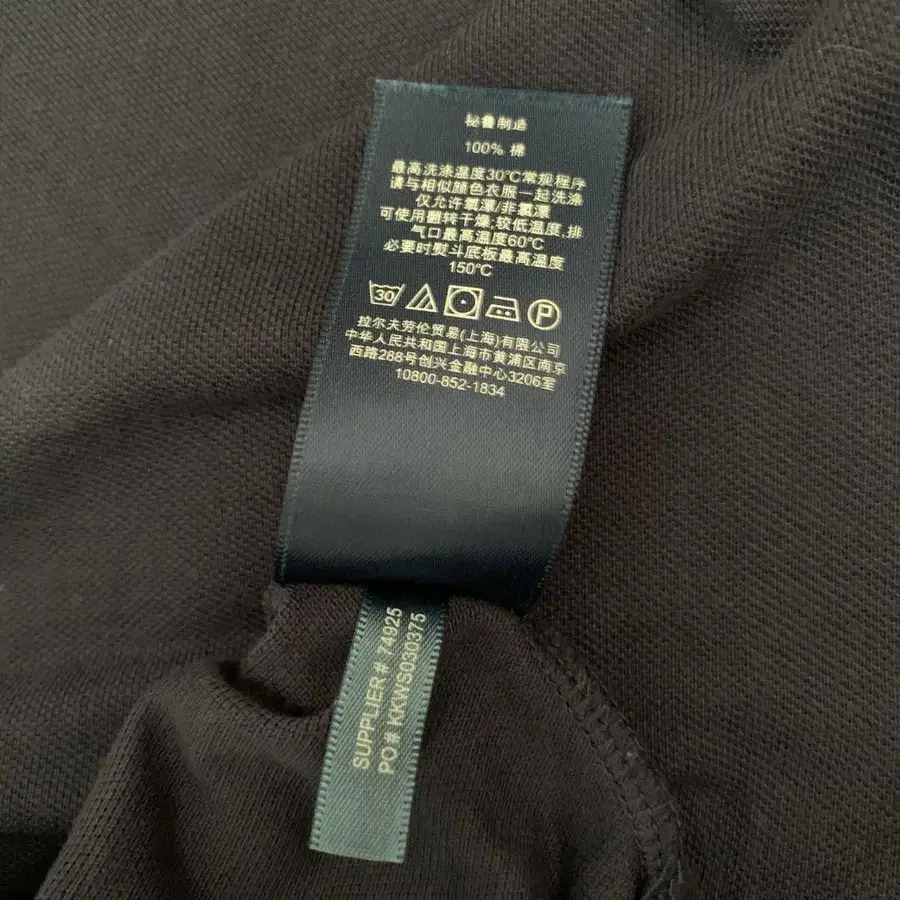 秘鲁制造
100% 棉
最高洗涤温度30℃常规程序
请与相似颜色衣服一起洗涤
仅允许氧漂/非氯漂
可使用翻转干燥;较低温度,排
气口最高温度60℃
必要时熨斗底板最高温度
150℃
30
P
拉尔夫劳伦贸易(上海)有限公司
中华人民共和国上海市黄浦区南京
西路288号创兴金融中心3206室
10800-852-1834
SUPPLIER# 74925
PO# KKWS030375